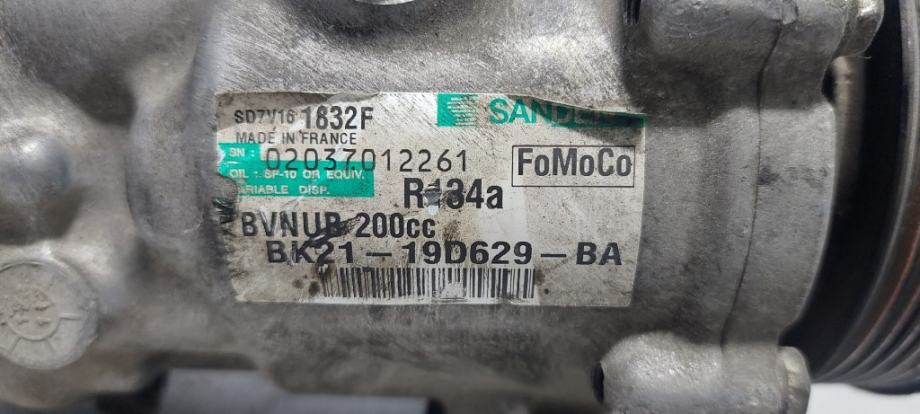 SD7V16 1832F
MADE IN FRANCE
SN : 02037012261
OIL : SP-10 OR EQUIV.
VARIABLE DISP.
FoMoCo
R134a
BVNUB 200cc
BK21-19D629-BA